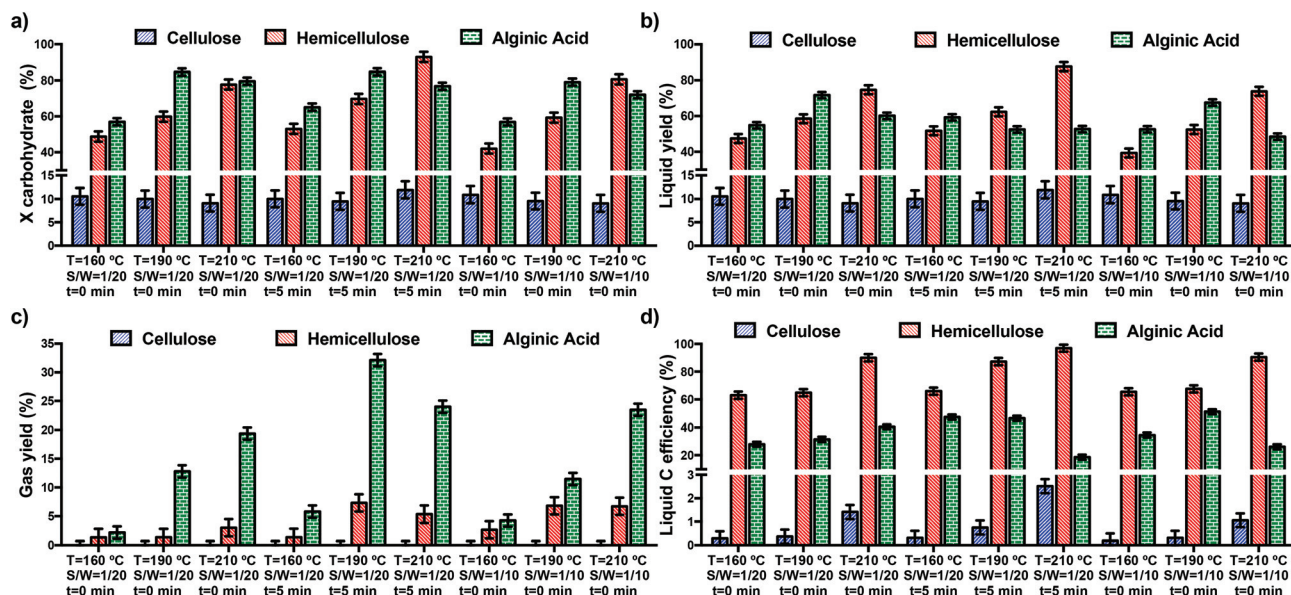 a)
Cellulose Hemicellulose Alginic Acid
X carbohydrate (%)
100
80
60
40
15
10
5
0
T=160 ºC T=190 ºC T=210 ºC T=160 ºC T=190 ºC T=210 ºC T=160 ºC T=190 ºC T=210 ºC
S/W=1/20 S/W=1/20 S/W=1/20 S/W=1/20 S/W=1/20 S/W=1/20 S/W=1/10 S/W=1/10 S/W=1/10
t=0 min t=0 min t=0 min t=5 min t=5 min t=5 min t=0 min t=0 min t=0 min
b)
Cellulose Hemicellulose Alginic Acid
Liquid yield (%)
100
80
60
40
15
10
5
0
T=160 ºC T=190 ºC T=210 ºC T=160 ºC T=190 ºC T=210 ºC T=160 ºC T=190 ºC T=210 ºC
S/W=1/20 S/W=1/20 S/W=1/20 S/W=1/20 S/W=1/20 S/W=1/20 S/W=1/10 S/W=1/10 S/W=1/10
t=0 min t=0 min t=0 min t=5 min t=5 min t=5 min t=0 min t=0 min t=0 min
c)
Cellulose Hemicellulose Alginic Acid
Gas yield (%)
35
30
25
20
15
10
5
0
T=160 ºC T=190 ºC T=210 ºC T=160 ºC T=190 ºC T=210 ºC T=160 ºC T=190 ºC T=210 ºC
S/W=1/20 S/W=1/20 S/W=1/20 S/W=1/20 S/W=1/20 S/W=1/20 S/W=1/10 S/W=1/10 S/W=1/10
t=0 min t=0 min t=0 min t=5 min t=5 min t=5 min t=0 min t=0 min t=0 min
d)
Cellulose Hemicellulose Alginic Acid
Liquid C efficiency (%)
100
80
60
40
20
3
2
1
0
T=160 ºC T=190 ºC T=210 ºC T=160 ºC T=190 ºC T=210 ºC T=160 ºC T=190 ºC T=210 ºC
S/W=1/20 S/W=1/20 S/W=1/20 S/W=1/20 S/W=1/20 S/W=1/20 S/W=1/10 S/W=1/10 S/W=1/10
t=0 min t=0 min t=0 min t=5 min t=5 min t=5 min t=0 min t=0 min t=0 min